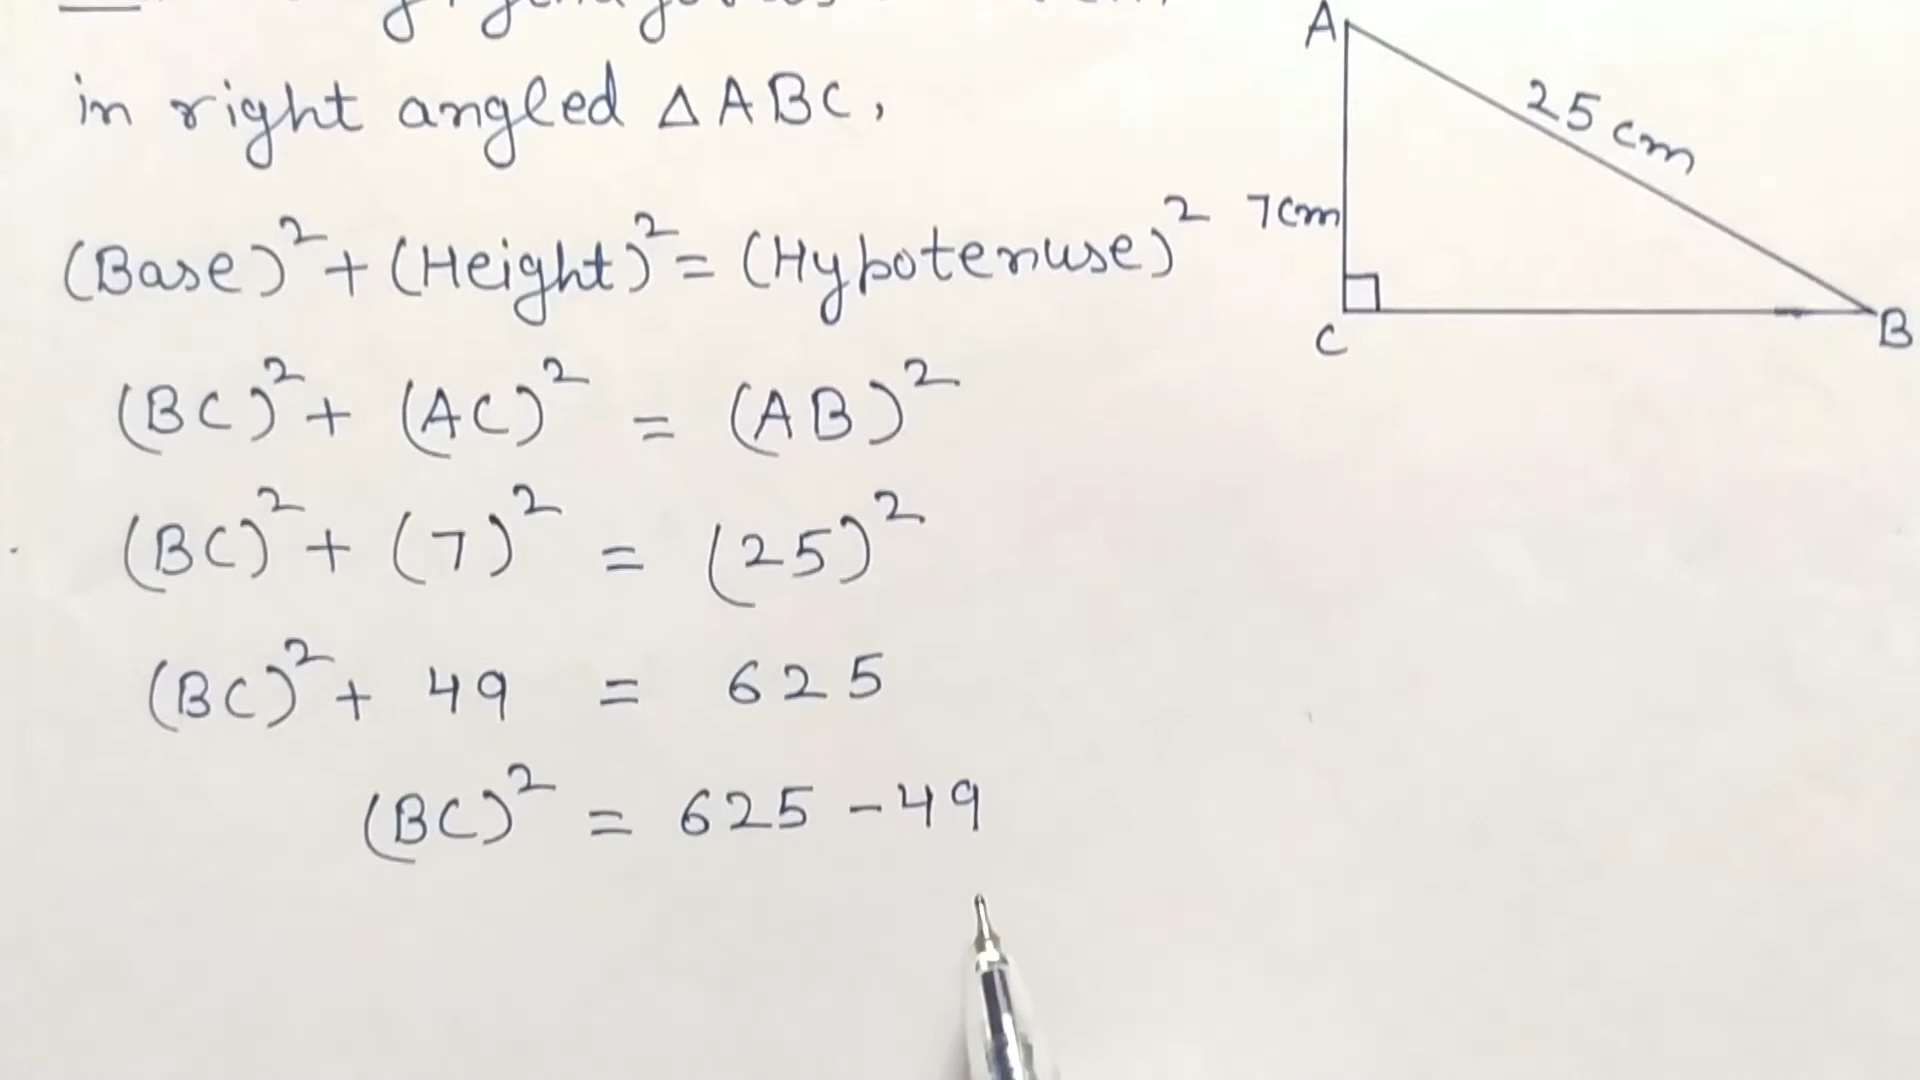 in right angled △ABC,
(Base)² + (Height)² = (Hypotenuse)²
(BC)² + (AC)² = (AB)²
(BC)² + (7)² = (25)²
(BC)² + 49 = 625
(BC)² = 625 - 49
A
25 cm
7cm
C
B